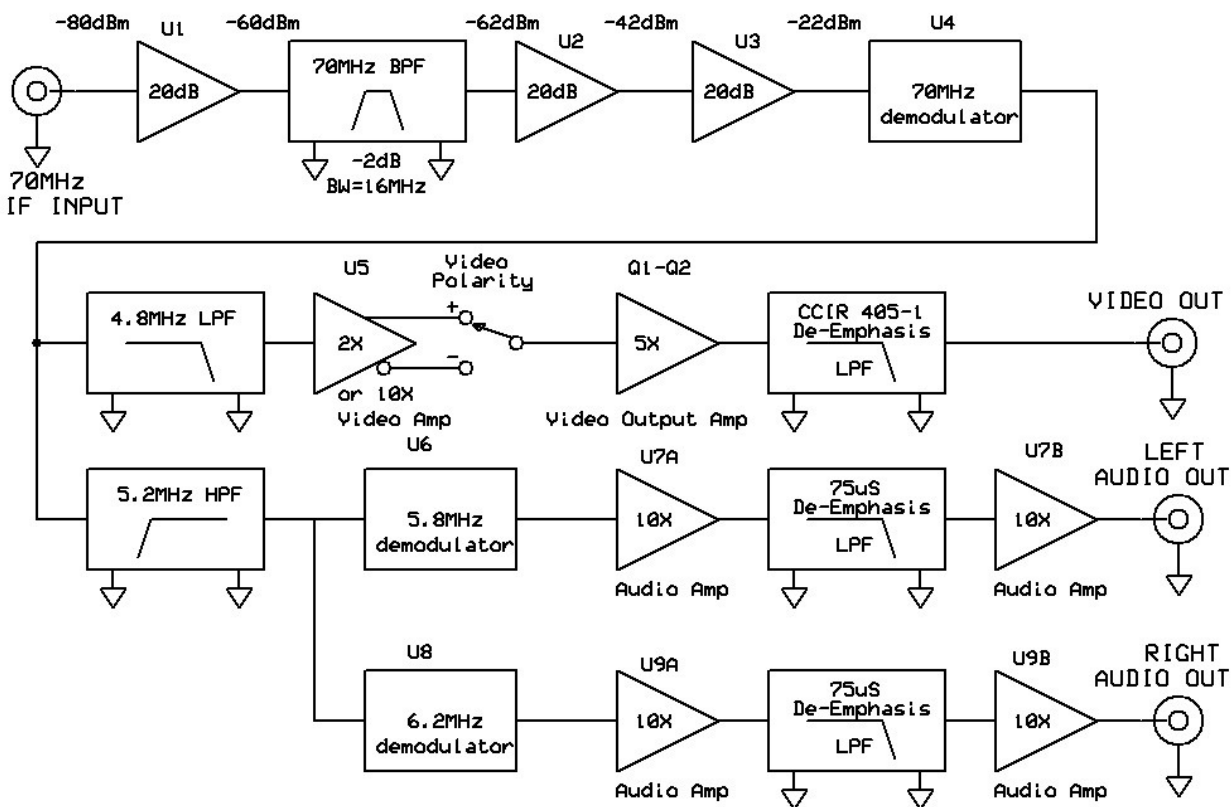 -80dBm U1 -60dBm -62dBm U2 -42dBm U3 -22dBm U4
20dB
70MHz BPF
20dB
20dB
70MHz
demodulator
-2dB
BW=16MHz
70MHz
IF INPUT
U5
Video
Polarity
Q1-Q2
VIDEO OUT
4.8MHz LPF
2X
+
-
5X
CCIR 405-1
De-Emphasis
LPF
or 10X
Video Amp
Video Output Amp
U6
U7A
U7B
LEFT
AUDIO OUT
5.2MHz HPF
5.8MHz
demodulator
10X
75uS
De-Emphasis
LPF
10X
Audio Amp
Audio Amp
U8
U9A
U9B
RIGHT
AUDIO OUT
6.2MHz
demodulator
10X
75uS
De-Emphasis
LPF
10X
Audio Amp
Audio Amp